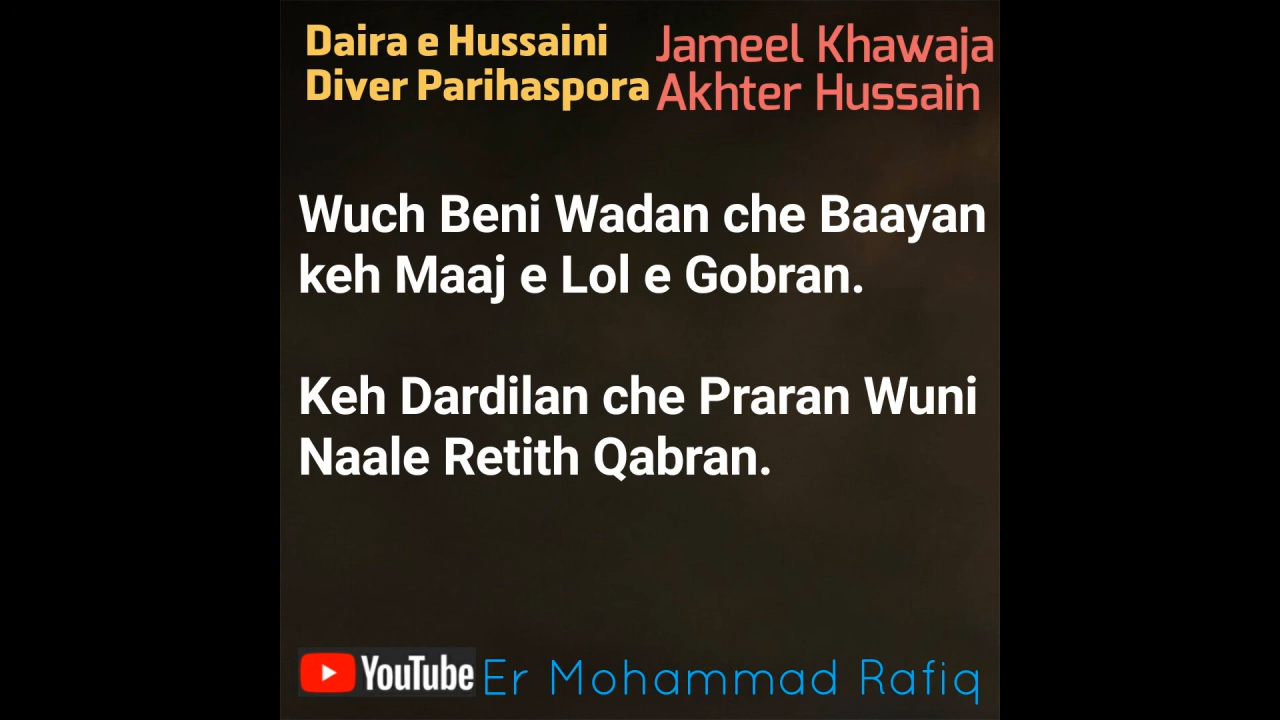 Daira e Hussaini
Diver Parihaspora
Jameel Khawaja
Akhter Hussain
Wuch Beni Wadan che Baayan
keh Maaj e Lol e Gobran.
Keh Dardilan che Praran Wuni
Naale Retith Qabran.
YouTube Er Mohammad Rafiq